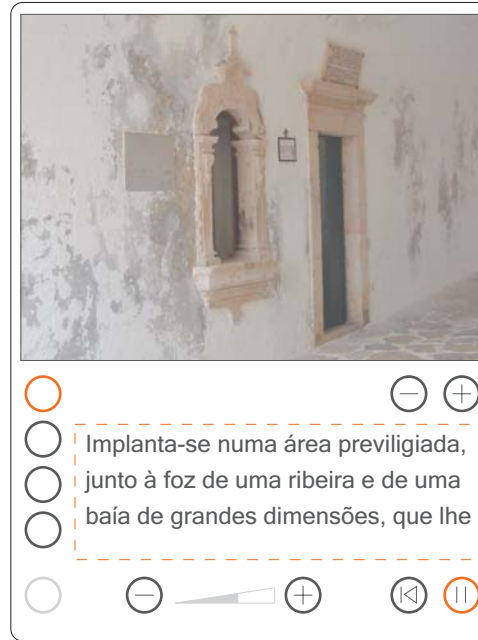 Implanta-se numa área previligiada,
junto à foz de uma ribeira e de uma
baía de grandes dimensões, que lhe